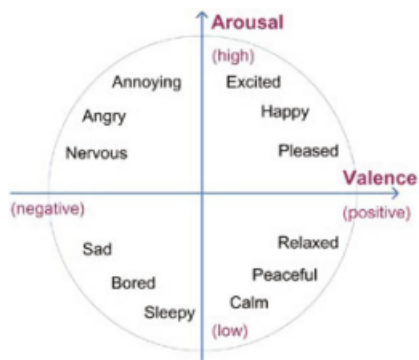 Arousal
(high)
Annoying Excited
Angry Happy
Nervous Pleased
Valence
(negative) (positive)
Sad Relaxed
Bored Peaceful
Sleepy Calm
(low)